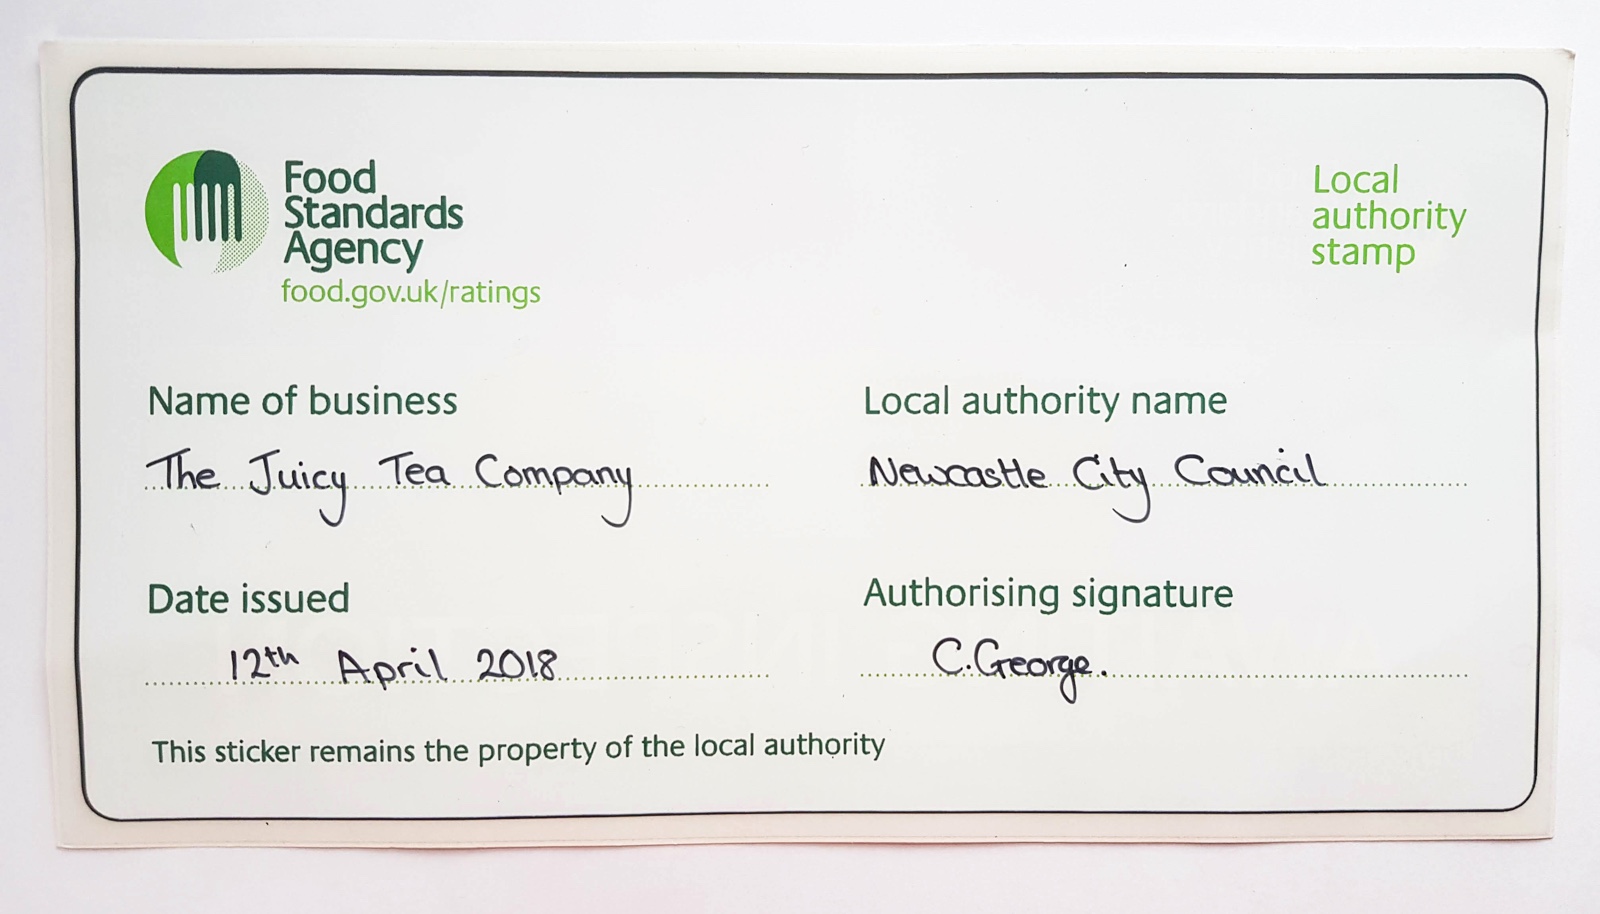 Food
Standards
Agency
food.gov.uk/ratings
Local
authority
stamp
Name of business
The Juicy Tea Company
Local authority name
Newcastle City Council
Date issued
12th April 2018
Authorising signature
C.George.
This sticker remains the property of the local authority